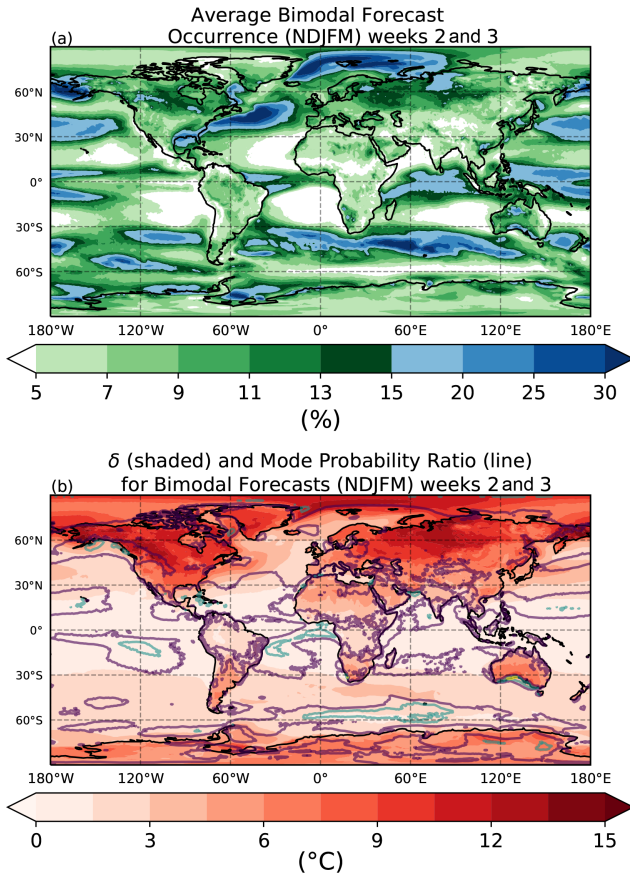 Average Bimodal Forecast
(a) Occurrence (NDJFM) weeks 2 and 3
60°N
30°N
0°
30°S
60°S
180°W 120°W 60°W 0° 60°E 120°E 180°E
5 7 9 11 13 15 20 25 30
(%)
δ (shaded) and Mode Probability Ratio (line)
(b) for Bimodal Forecasts (NDJFM) weeks 2 and 3
60°N
30°N
0°
30°S
60°S
180°W 120°W 60°W 0° 60°E 120°E 180°E
0 3 6 9 12 15
(°C)